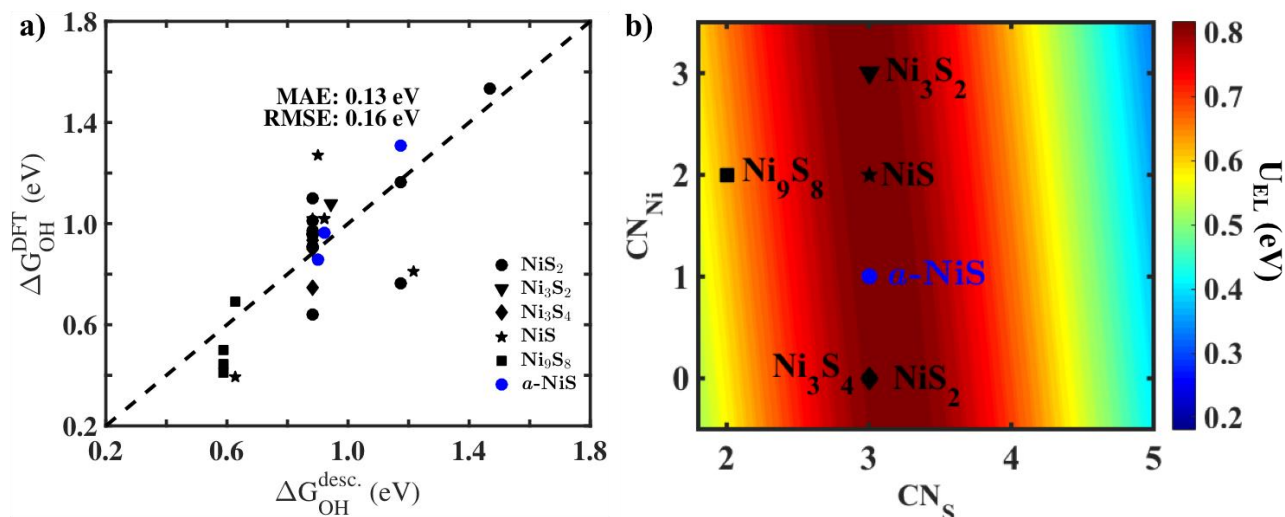 a)
1.8
1.4
1.0
0.6
0.2
ΔG_OH^DFT (eV)
MAE: 0.13 eV
RMSE: 0.16 eV
NiS₂
Ni₃S₂
Ni₃S₄
NiS
Ni₉S₈
a-NiS
0.2
0.6
1.0
1.4
1.8
ΔG_OH^desc. (eV)
b)
3
2
1
0
CN_Ni
Ni₃S₂
Ni₉S₈
NiS
a-NiS
Ni₃S₄
NiS₂
2
3
4
5
CN_S
0.8
0.7
0.6
0.5
0.4
0.3
0.2
U_EL (eV)